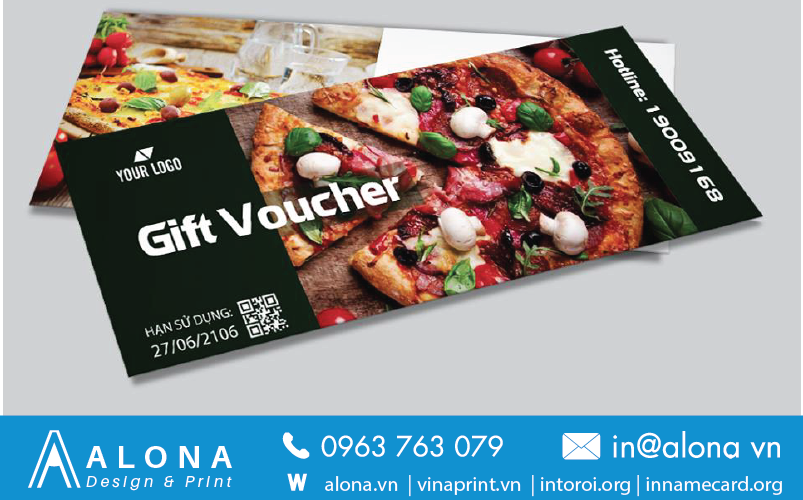 YOUR LOGO
Gift Voucher
HẠN SỬ DỤNG:
27/06/2106
Hotline: 19009168
ALONA
Design & Print
0963 763 079
in@alona vn
W alona.vn | vinaprint.vn | intoroi.org | innamecard.org